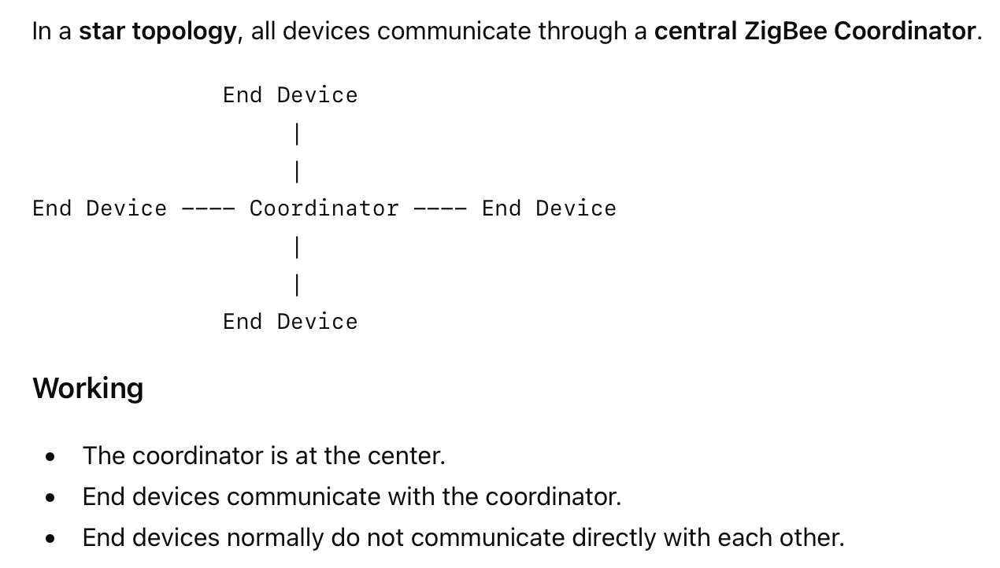 In a star topology, all devices communicate through a central ZigBee Coordinator.
End Device
|
|
End Device ---- Coordinator ---- End Device
|
|
End Device
Working
• The coordinator is at the center.
• End devices communicate with the coordinator.
• End devices normally do not communicate directly with each other.